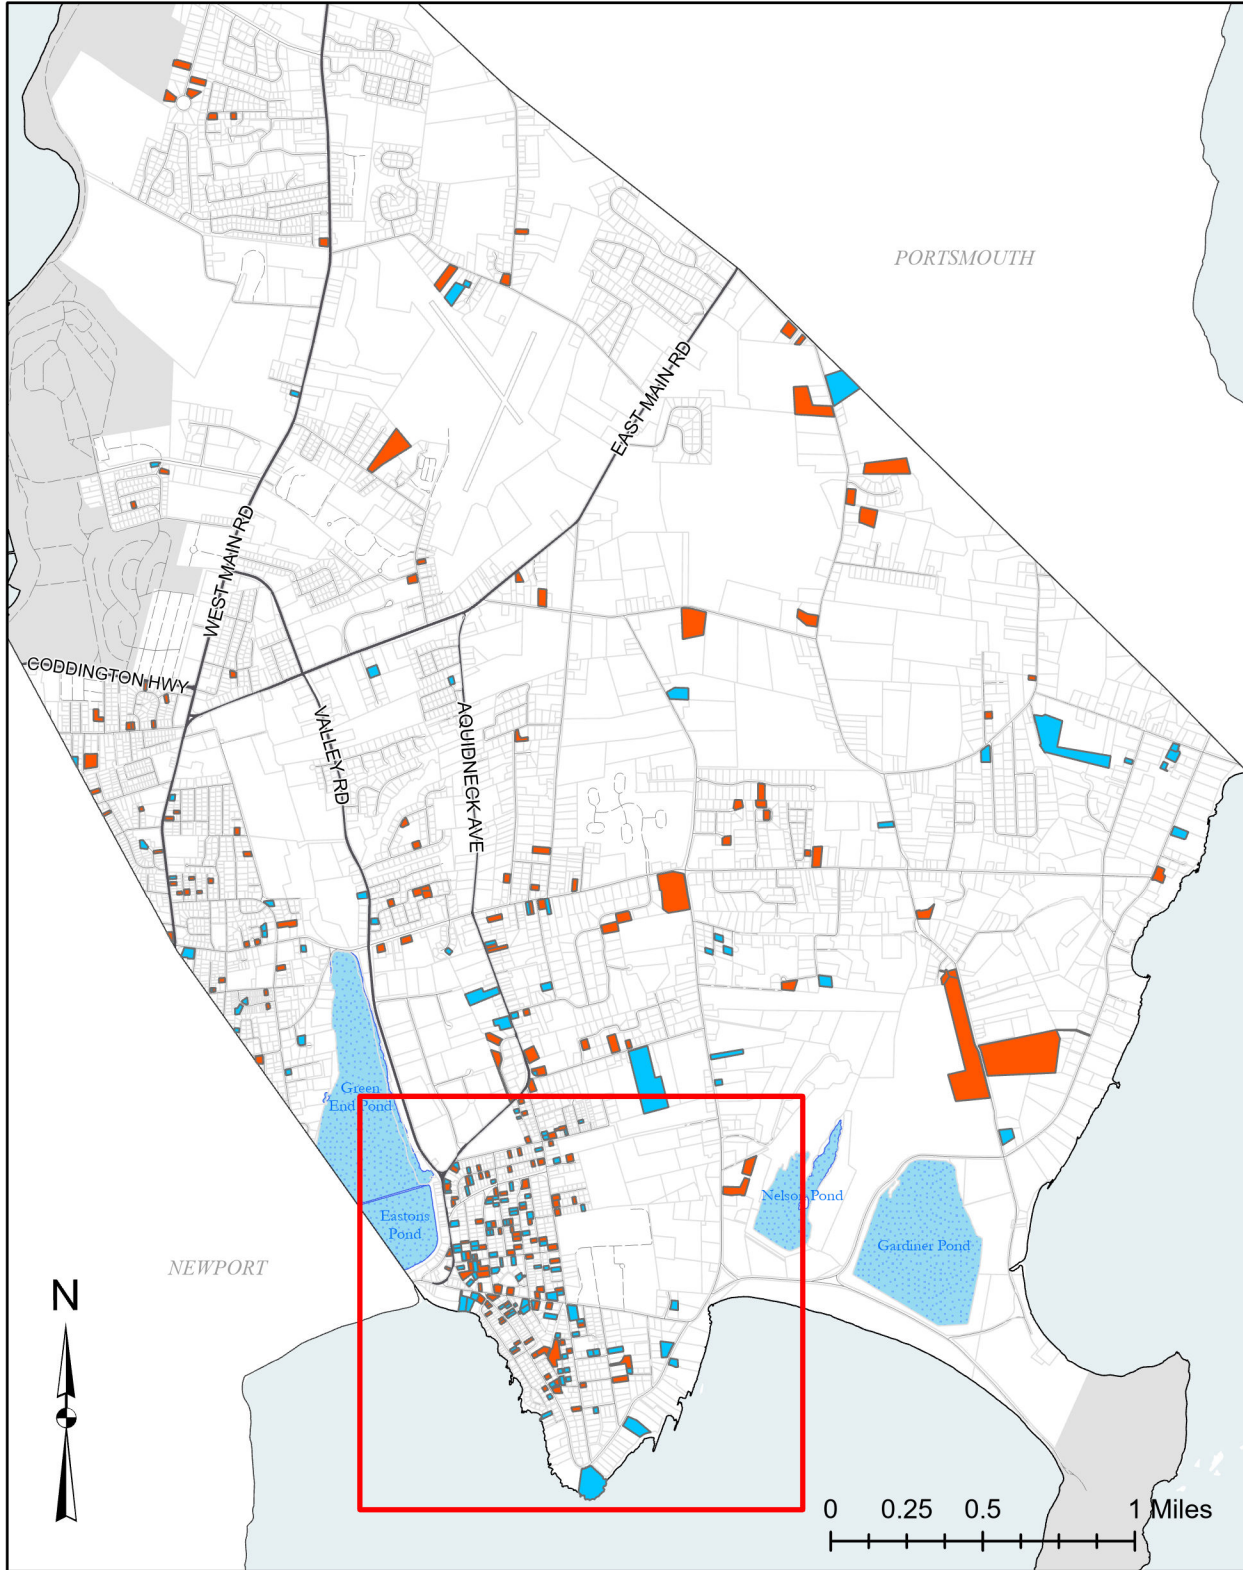 PORTSMOUTH
EAST MAIN RD
WEST MAIN RD
CODDINGTON HWY
VALLEY RD
AQUIDNECK AVE
Green
End Pond
Nelson Pond
Eastons
Pond
Gardiner Pond
NEWPORT
N
0 0.25 0.5 1 Miles